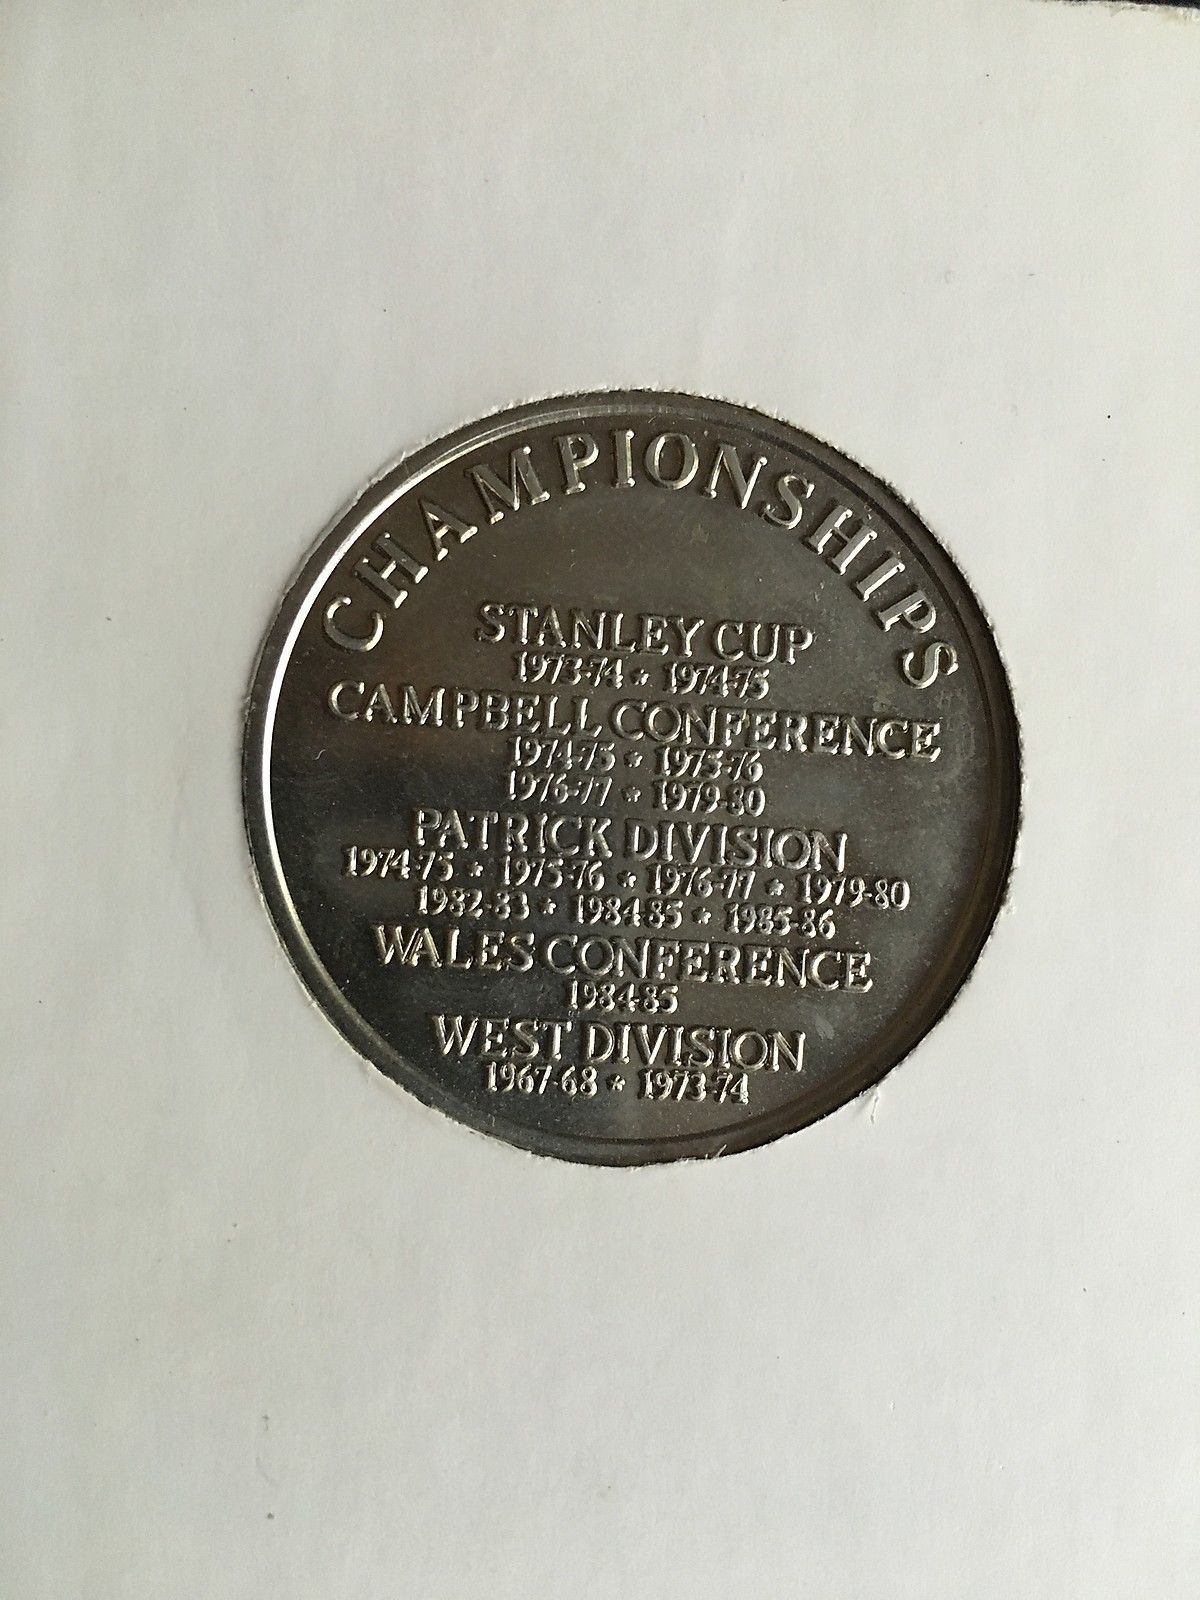 CHAMPIONSHIPS
STANLEY CUP
1973-74 * 1974-75
CAMPBELL CONFERENCE
1974-75 * 1975-76
1976-77 * 1979-80
PATRICK DIVISION
1974-75 * 1975-76 * 1976-77 * 1979-80
1982-83 * 1984-85 * 1985-86
WALES CONFERENCE
1984-85
WEST DIVISION
1967-68 * 1973-74